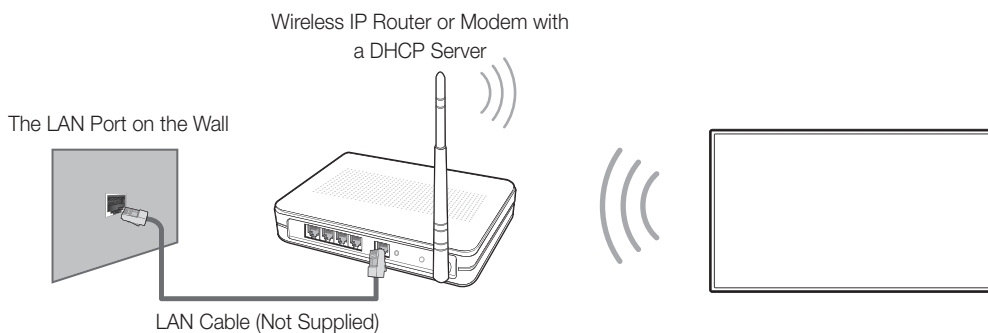 Wireless IP Router or Modem with
a DHCP Server
The LAN Port on the Wall
LAN Cable (Not Supplied)